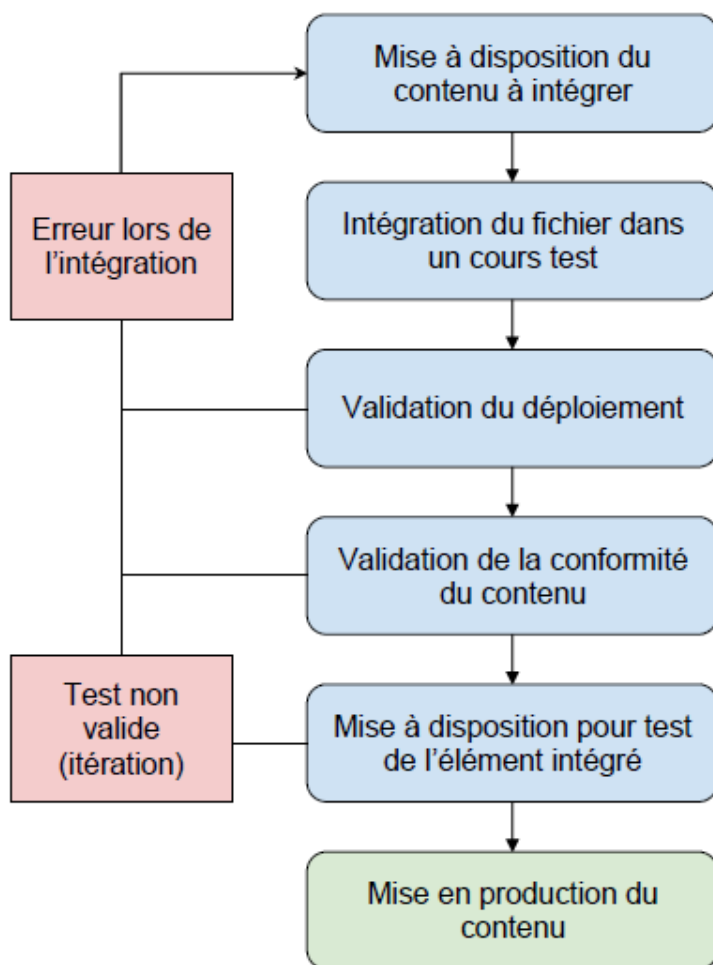 Mise à disposition du
contenu à intégrer
Erreur lors de
l'intégration
Intégration du fichier dans
un cours test
Validation du déploiement
Validation de la conformité
du contenu
Test non
valide
(itération)
Mise à disposition pour test
de l'élément intégré
Mise en production du
contenu